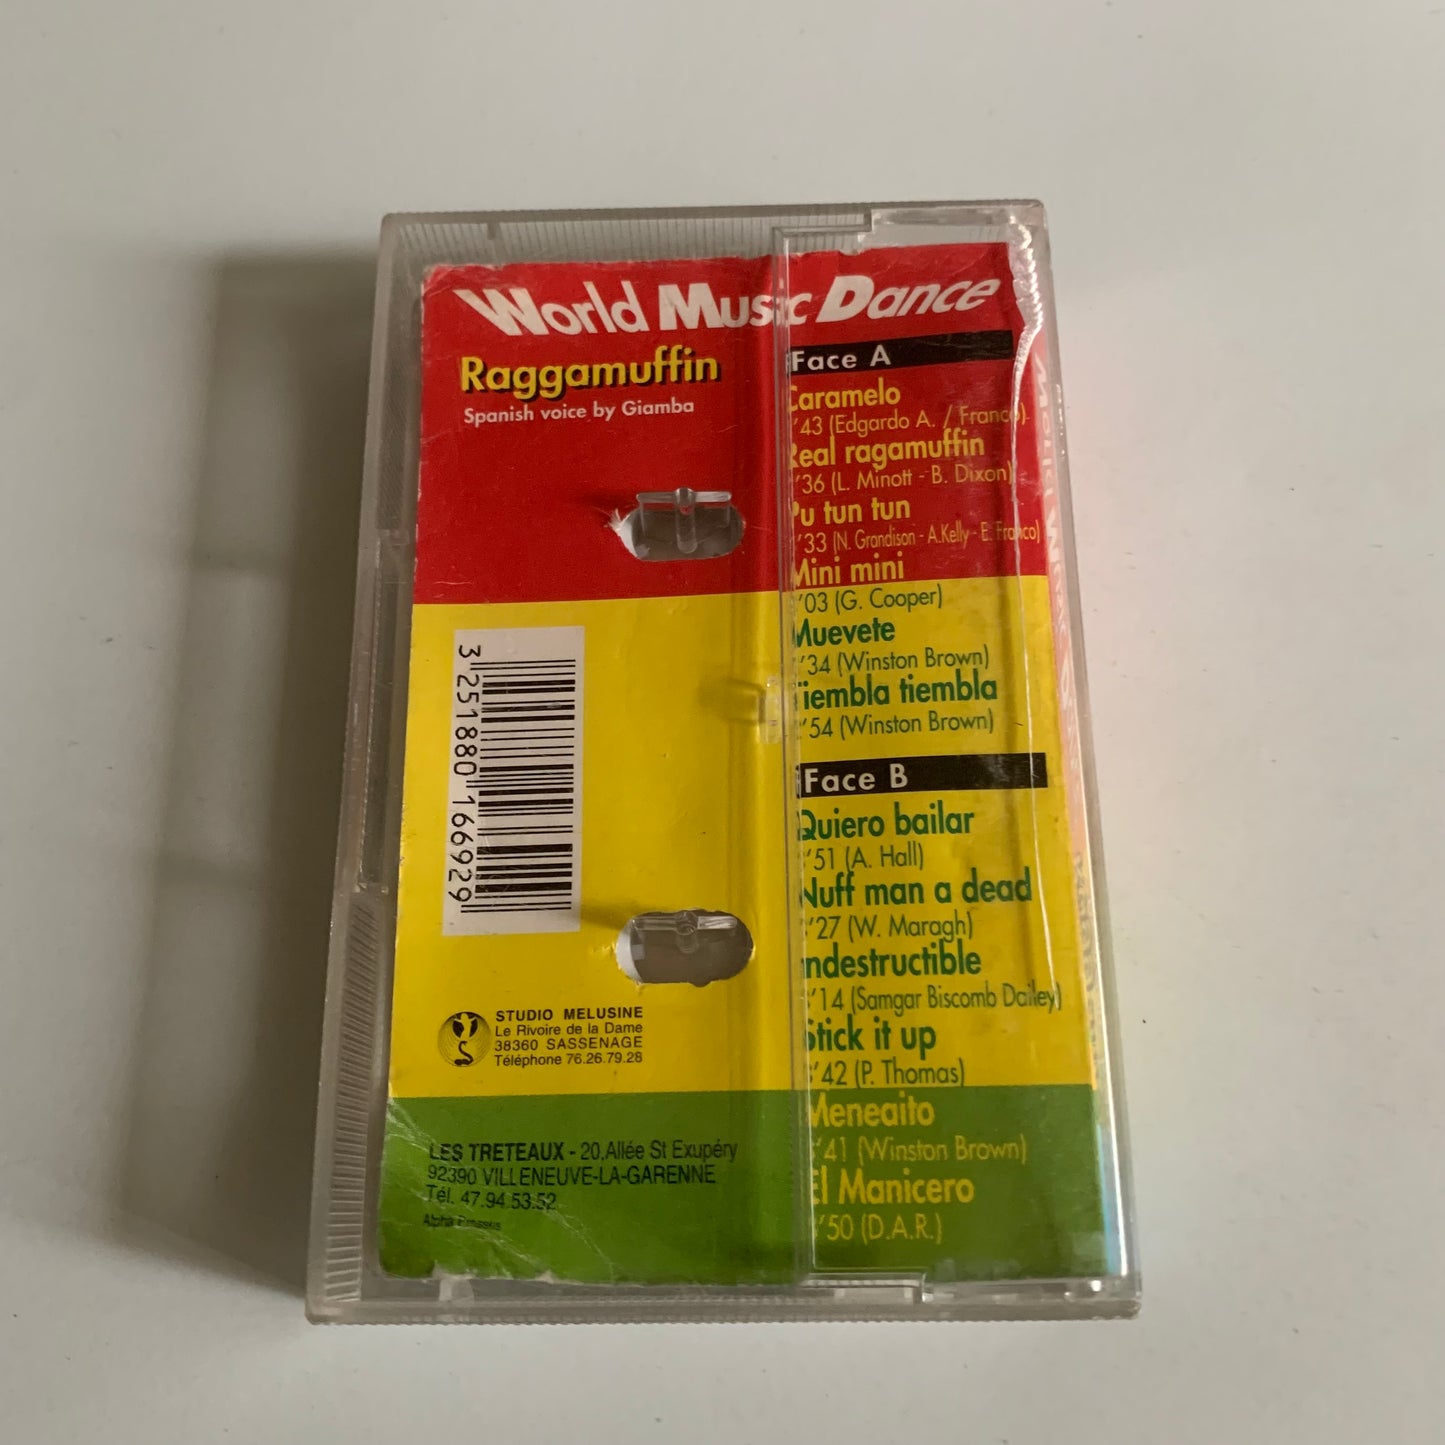 World Music Dance
Raggamuffin
Spanish voice by Giamba
Face A
Caramelo
'43 (Edgardo A. / Franco)
Real ragamuffin
'36 (L. Minott - B. Dixon)
Pu tun tun
'33 (N. Grandison - A.Kelly - E. Franco)
Mini mini
'03 (G. Cooper)
Muevete
'34 (Winston Brown)
Tiembla tiembla
'54 (Winston Brown)
Face B
Quiero bailar
'51 (A. Hall)
Nuff man a dead
'27 (W. Maragh)
Indestructible
'14 (Samgar Biscomb Dailey)
Stick it up
'42 (P. Thomas)
Meneaito
'41 (Winston Brown)
El Manicero
'50 (D.A.R.)
3 251880 166929
STUDIO MELUSINE
Le Rivoire de la Dame
38360 SASSENAGE
Téléphone 76.26.79.28
LES TRETEAUX - 20,Allée St Exupéry
92390 VILLENEUVE-LA-GARENNE
Tél. 47.94.53.52
Alpha